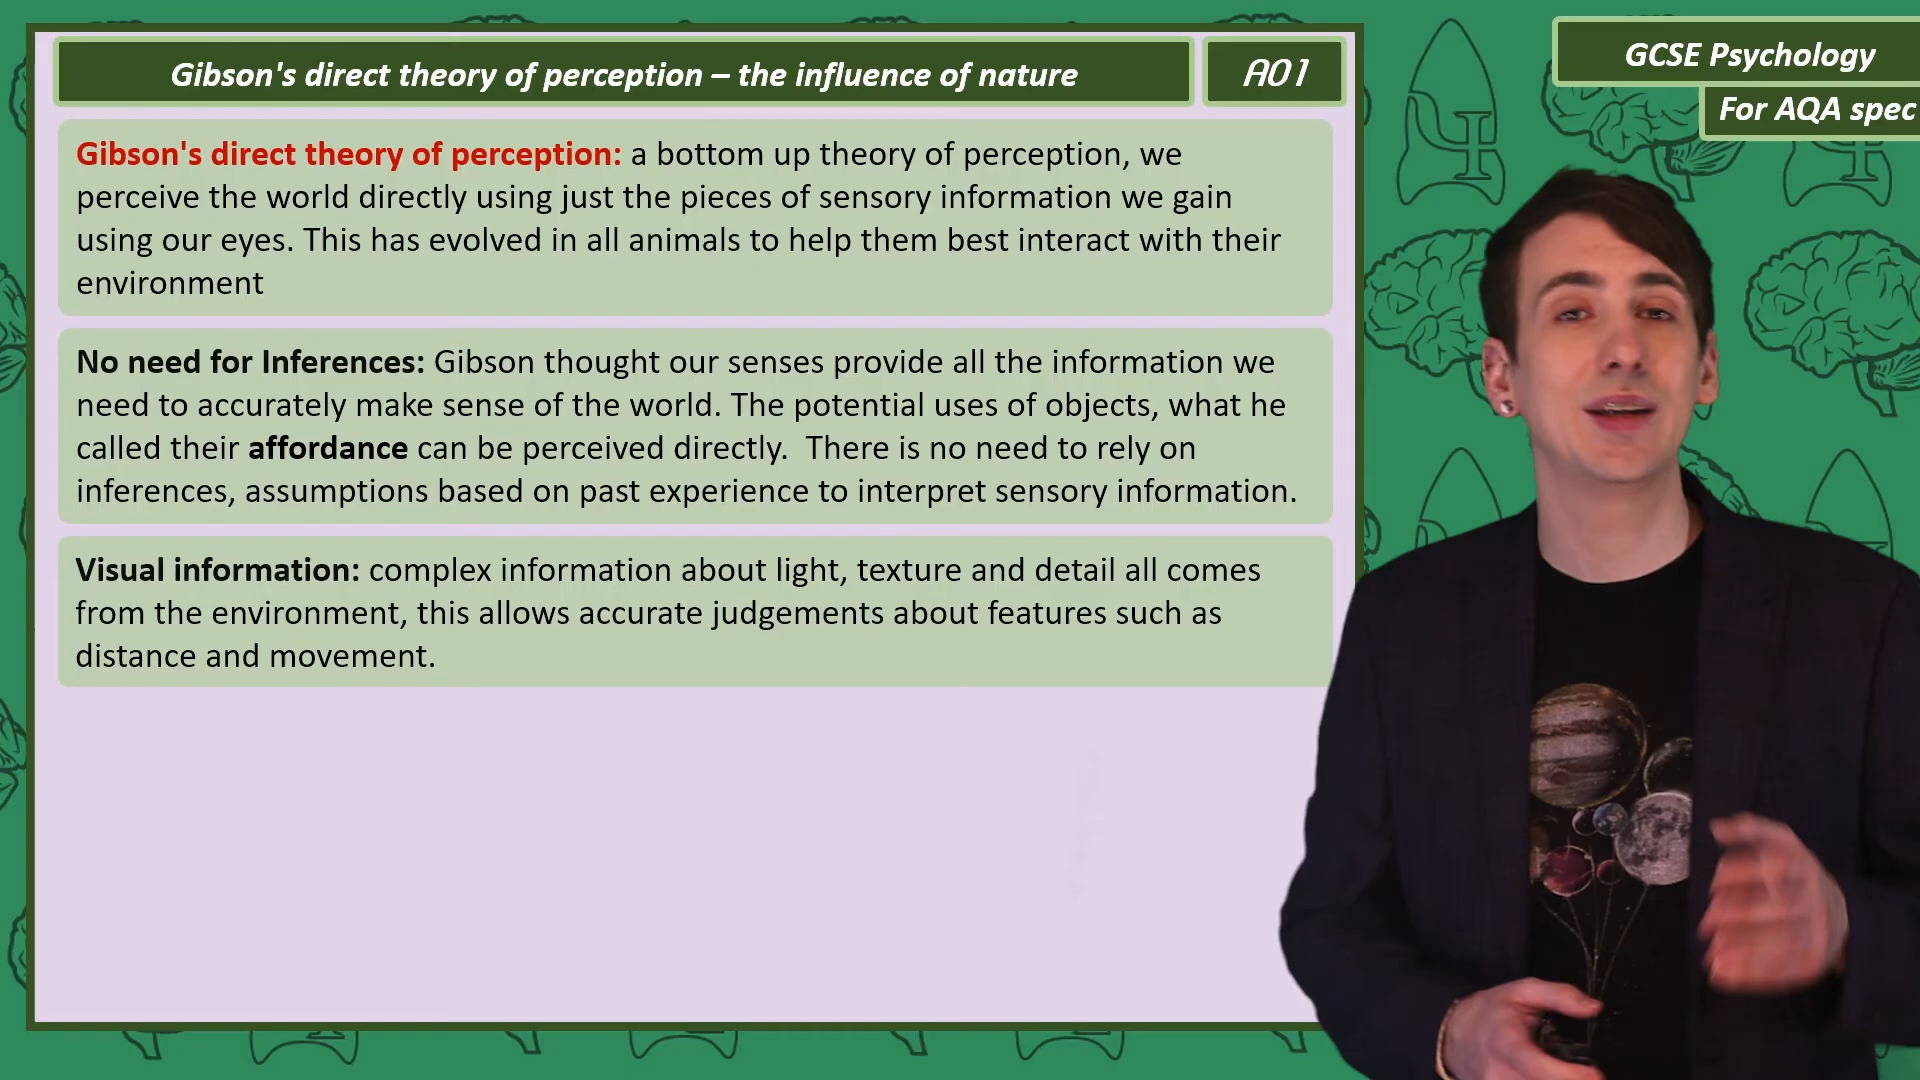 Gibson's direct theory of perception – the influence of nature
AO1
GCSE Psychology
For AQA spec
Gibson's direct theory of perception: a bottom up theory of perception, we
perceive the world directly using just the pieces of sensory information we gain
using our eyes. This has evolved in all animals to help them best interact with their
environment
No need for Inferences: Gibson thought our senses provide all the information we
need to accurately make sense of the world. The potential uses of objects, what he
called their affordance can be perceived directly.  There is no need to rely on
inferences, assumptions based on past experience to interpret sensory information.
Visual information: complex information about light, texture and detail all comes
from the environment, this allows accurate judgements about features such as
distance and movement.